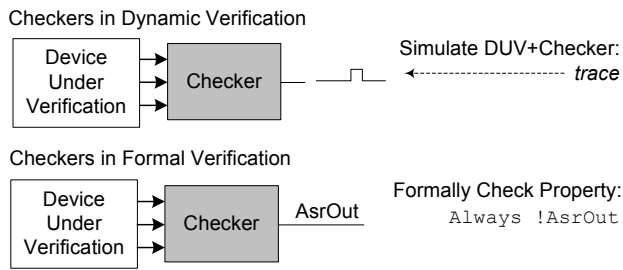 Checkers in Dynamic Verification
Device
Under
Verification
Checker
Simulate DUV+Checker:
trace
Checkers in Formal Verification
Device
Under
Verification
Checker
AsrOut
Formally Check Property:
Always !AsrOut